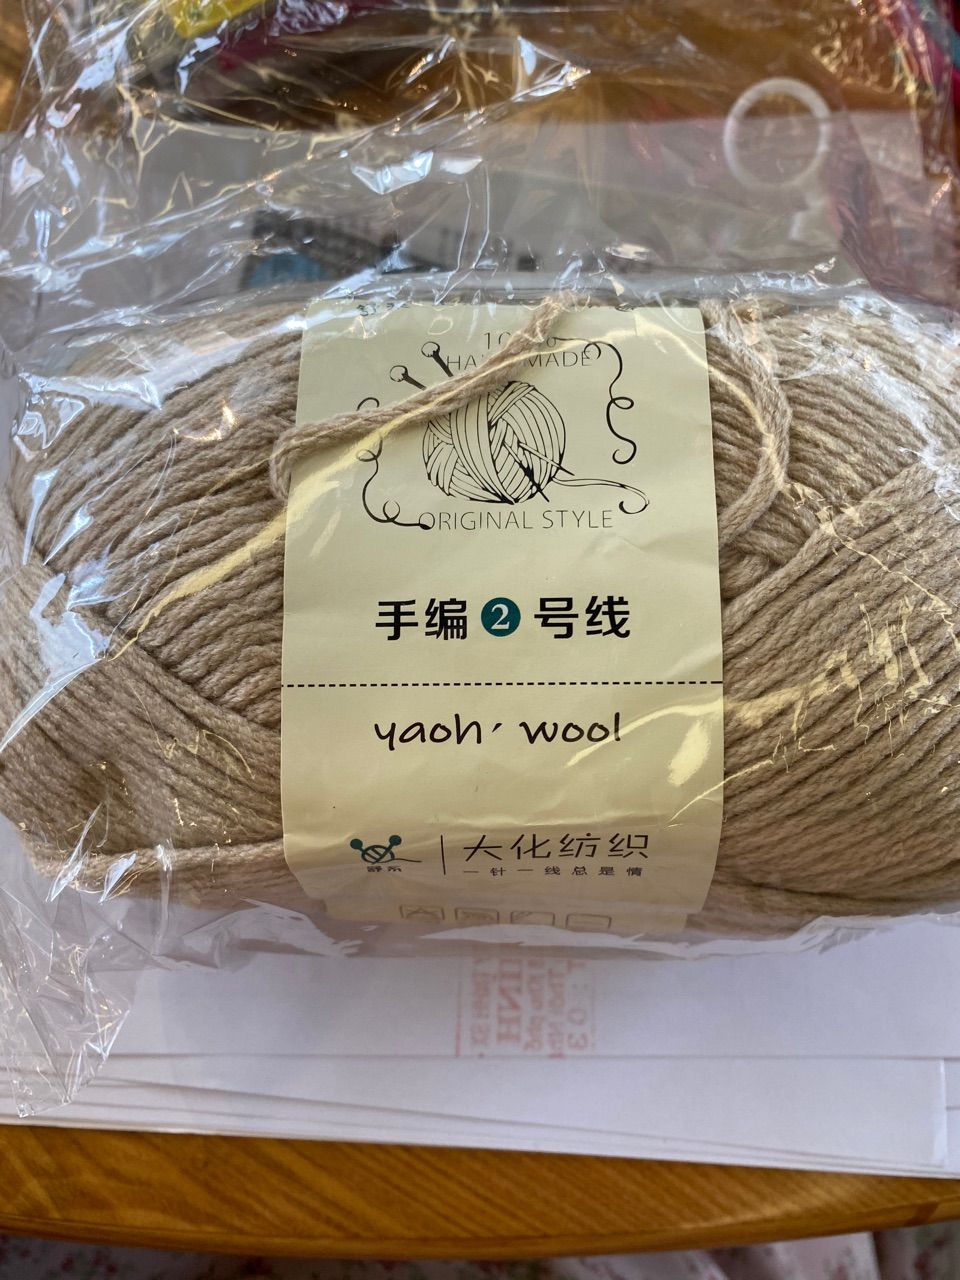 HANDMADE
ORIGINAL STYLE
手编2号线
yaoh' wool
大化纺织
一针一线总是情